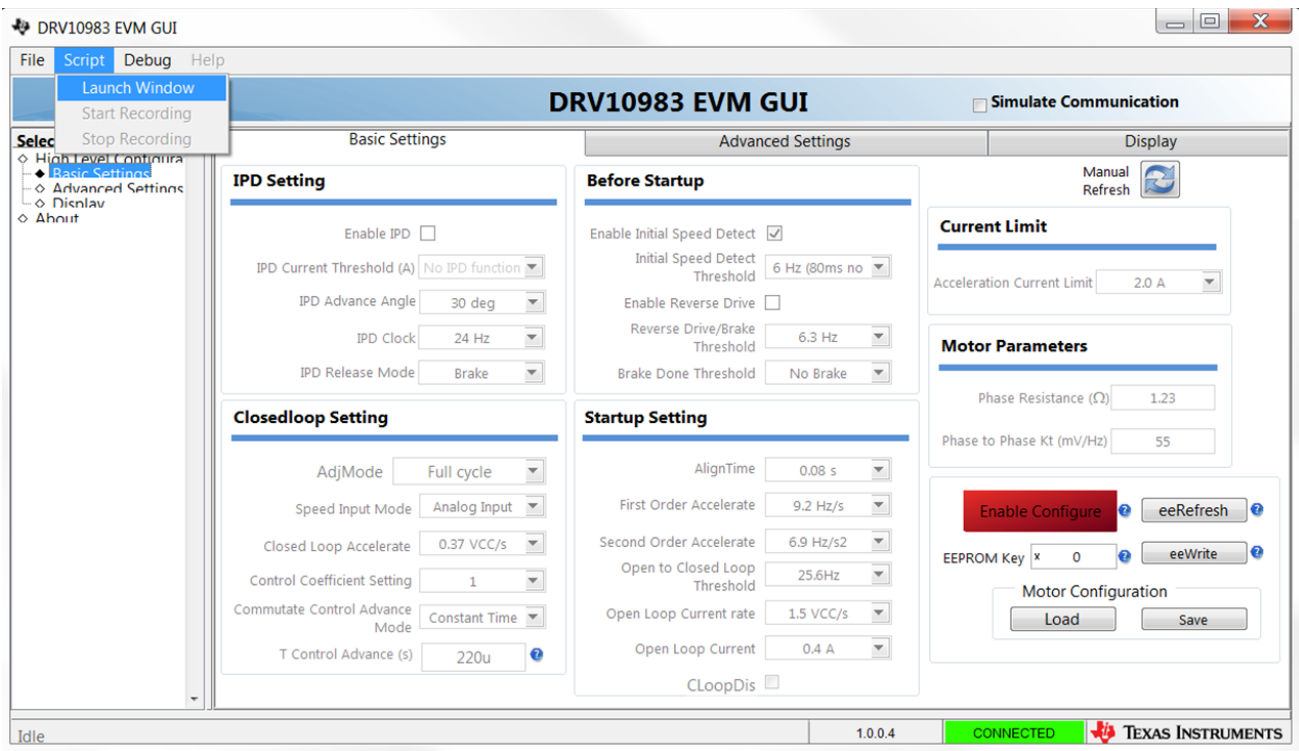 DRV10983 EVM GUI
File Script Debug Help
Launch Window
Start Recording
Stop Recording
DRV10983 EVM GUI
Simulate Communication
Selec
High Level Configura
Basic Settings
Advanced Settings
Display
About
Basic Settings
Advanced Settings
Display
IPD Setting
Enable IPD
IPD Current Threshold (A) No IPD function
IPD Advance Angle 30 deg
IPD Clock 24 Hz
IPD Release Mode Brake
Before Startup
Enable Initial Speed Detect
Initial Speed Detect
Threshold
6 Hz (80ms no
Enable Reverse Drive
Reverse Drive/Brake
Threshold
6.3 Hz
Brake Done Threshold No Brake
Manual
Refresh
Current Limit
Acceleration Current Limit 2.0 A
Motor Parameters
Phase Resistance (Ω) 1.23
Phase to Phase Kt (mV/Hz) 55
Closedloop Setting
AdjMode Full cycle
Speed Input Mode Analog Input
Closed Loop Accelerate 0.37 VCC/s
Control Coefficient Setting 1
Commutate Control Advance
Mode
Constant Time
T Control Advance (s) 220u
Startup Setting
AlignTime 0.08 s
First Order Accelerate 9.2 Hz/s
Second Order Accelerate 6.9 Hz/s2
Open to Closed Loop
Threshold
25.6Hz
Open Loop Current rate 1.5 VCC/s
Open Loop Current 0.4 A
CLoopDis
Enable Configure ? eeRefresh ?
EEPROM Key x 0 ? eeWrite ?
Motor Configuration
Load Save
Idle
1.0.0.4
CONNECTED
TEXAS INSTRUMENTS